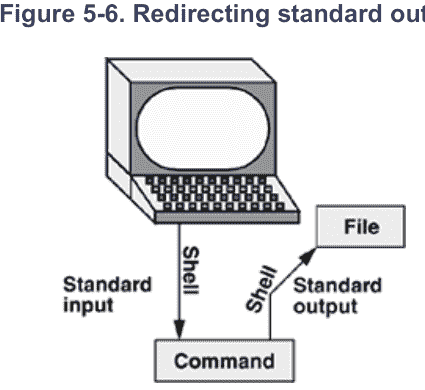 Figure 5-6. Redirecting standard out
File
Shell
Standard
input
Shell
Standard
output
Command